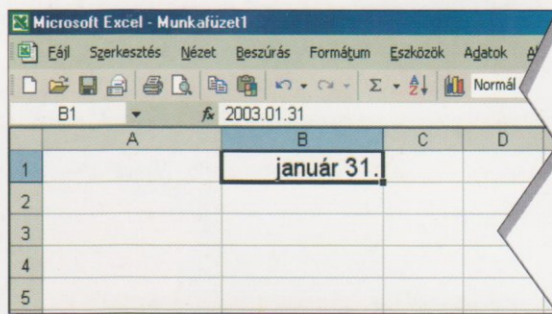 Microsoft Excel - Munkafüzet1
Fájl Szerkesztés Nézet Beszúrás Formátum Eszközök Adatok
Σ Normál
B1 fx 2003.01.31
A B C D
1 január 31.
2
3
4
5